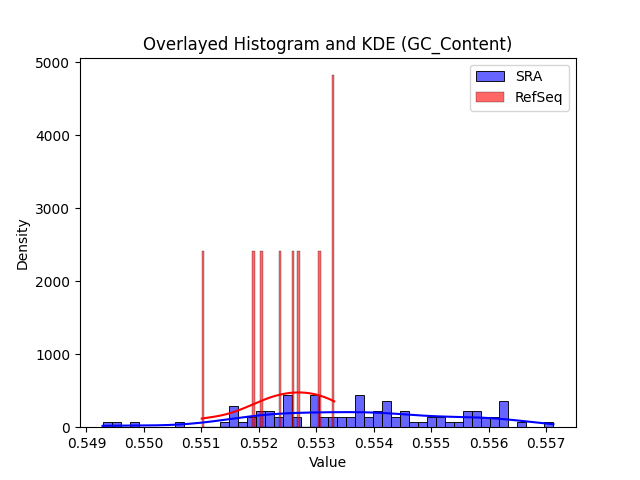 Overlayed Histogram and KDE (GC_Content)
SRA
RefSeq
5000
4000
3000
2000
1000
0
Density
0.549 0.550 0.551 0.552 0.553 0.554 0.555 0.556 0.557
Value